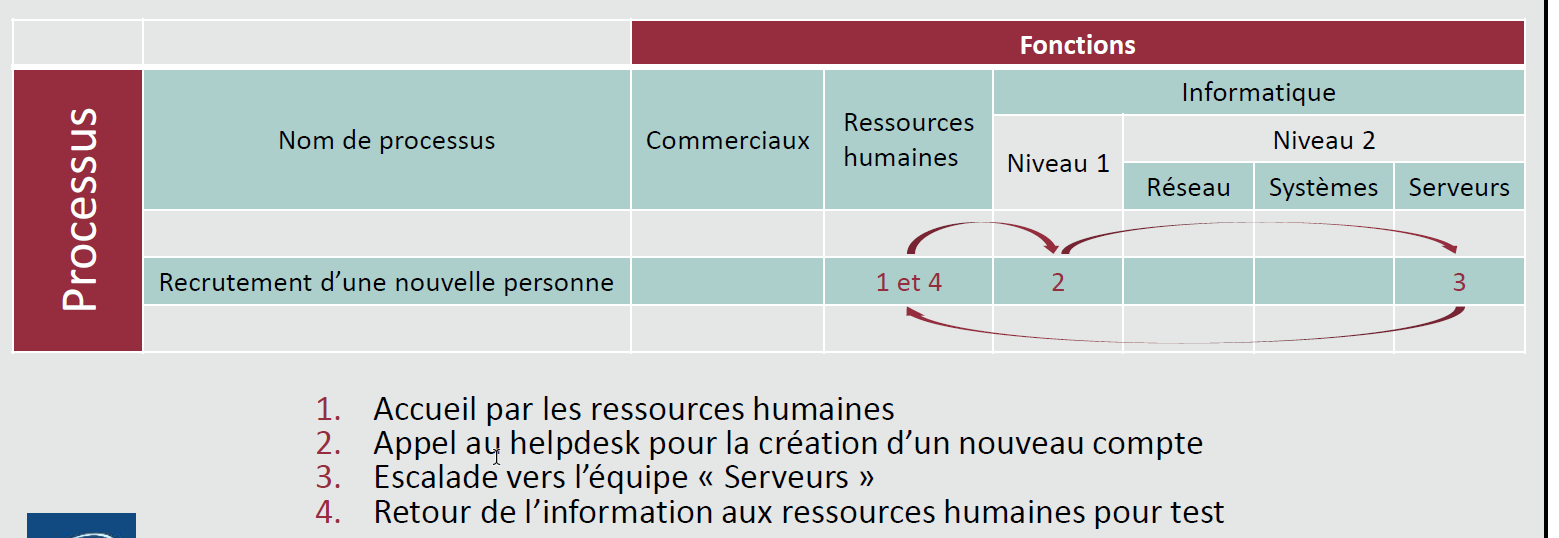 Fonctions
Processus
Nom de processus
Commerciaux
Ressources
humaines
Informatique
Niveau 1
Niveau 2
Réseau
Systèmes
Serveurs
Recrutement d’une nouvelle personne
1 et 4
2
3
1. Accueil par les ressources humaines
2. Appel au helpdesk pour la création d’un nouveau compte
3. Escalade vers l’équipe « Serveurs »
4. Retour de l’information aux ressources humaines pour test